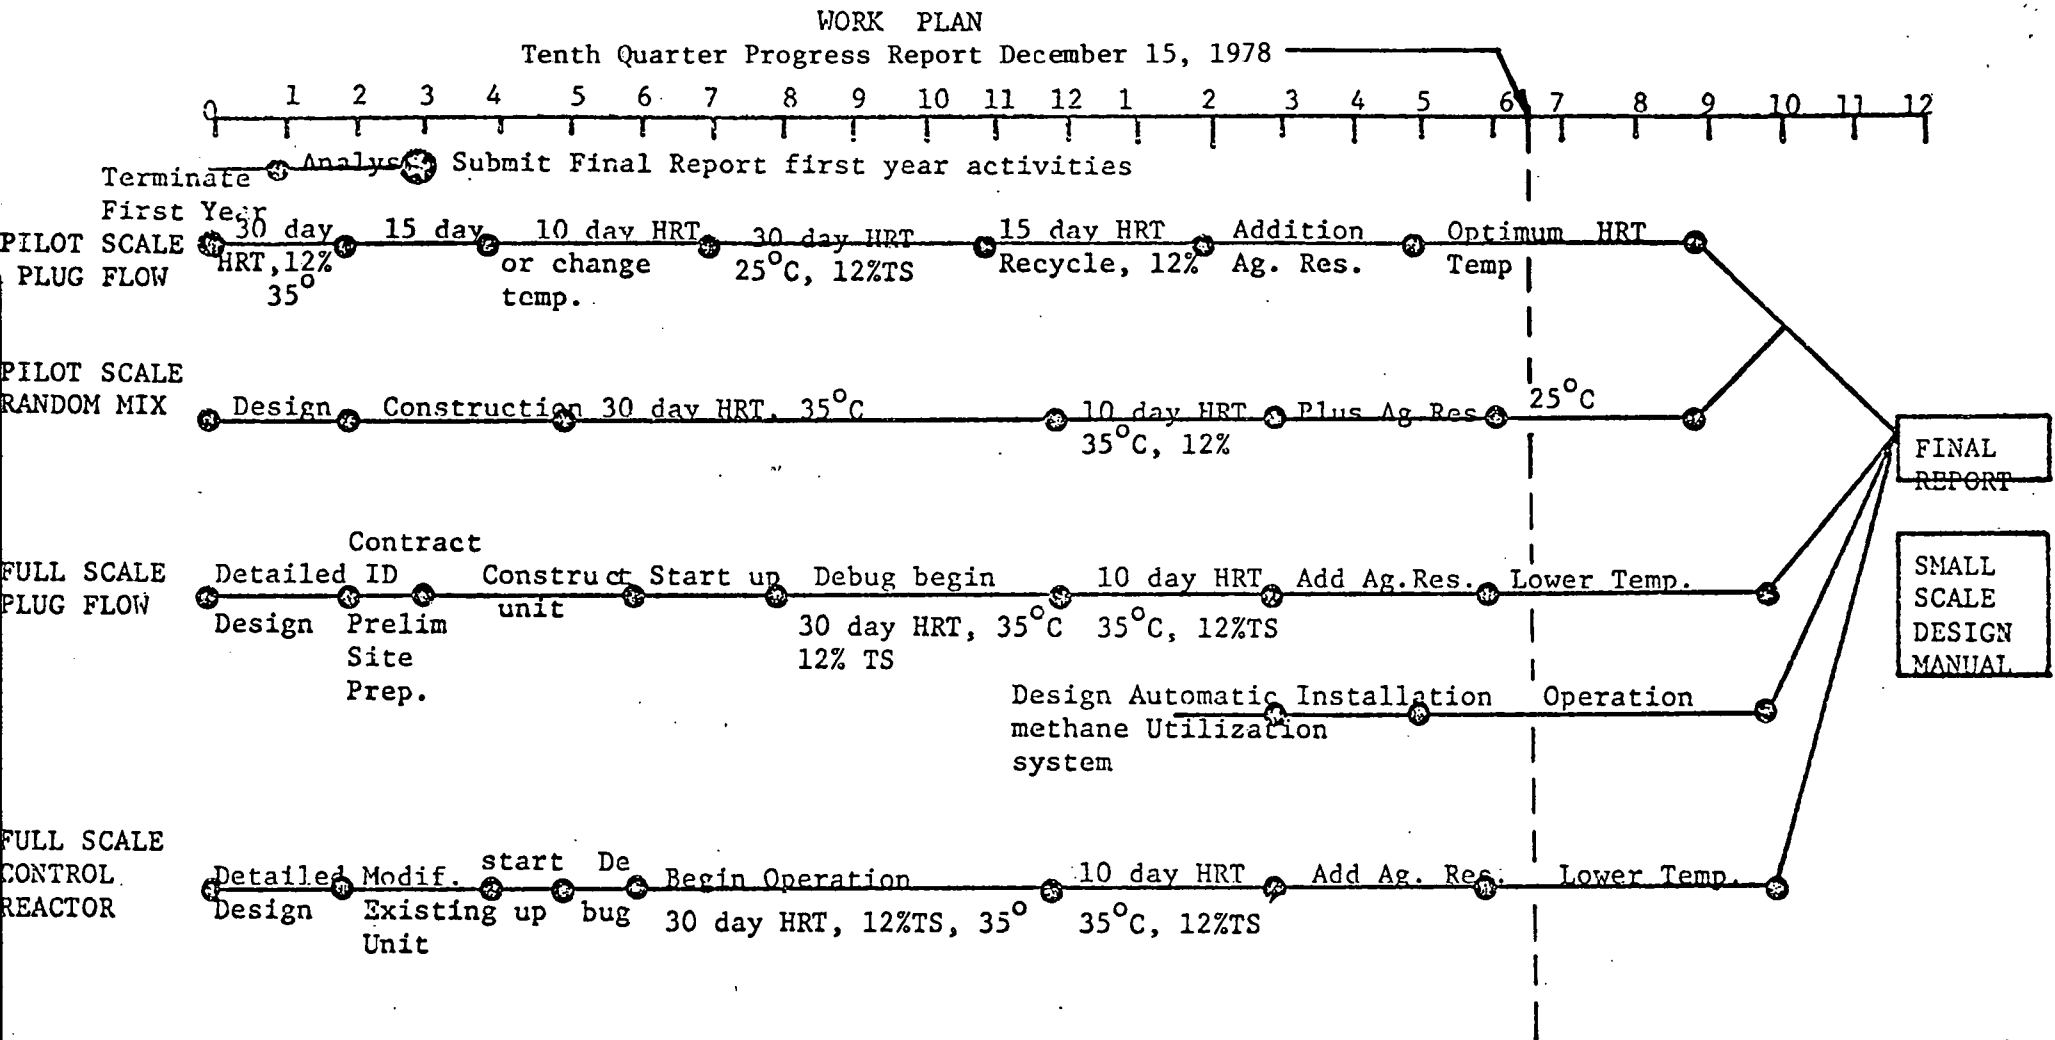 WORK PLAN
Tenth Quarter Progress Report December 15, 1978
0 1 2 3 4 5 6 7 8 9 10 11 12 1 2 3 4 5 6 7 8 9 10 11 12
Analys Submit Final Report first year activities
Terminate
First Year
PILOT SCALE
PLUG FLOW
30 day
HRT,12%
35°
15 day
10 day HRT
or change
temp.
30 day HRT
25°C, 12%TS
15 day HRT
Recycle, 12%
Addition
Ag. Res.
Optimum HRT
Temp
PILOT SCALE
RANDOM MIX
Design
Construction
30 day HRT, 35°C
10 day HRT
35°C, 12%
Plus Ag Res
25°C
FINAL
REPORT
FULL SCALE
PLUG FLOW
Detailed
Design
Contract
ID
Prelim
Site
Prep.
Construct
unit
Start up
Debug begin
30 day HRT, 35°C
12% TS
10 day HRT
35°C, 12%TS
Add Ag.Res.
Lower Temp.
SMALL
SCALE
DESIGN
MANUAL
Design Automatic
methane Utilization
system
Installation
Operation
FULL SCALE
CONTROL
REACTOR
Detailed
Design
Modif.
Existing
Unit
start
up
De
bug
Begin Operation
30 day HRT, 12%TS, 35°
10 day HRT
35°C, 12%TS
Add Ag. Res.
Lower Temp.